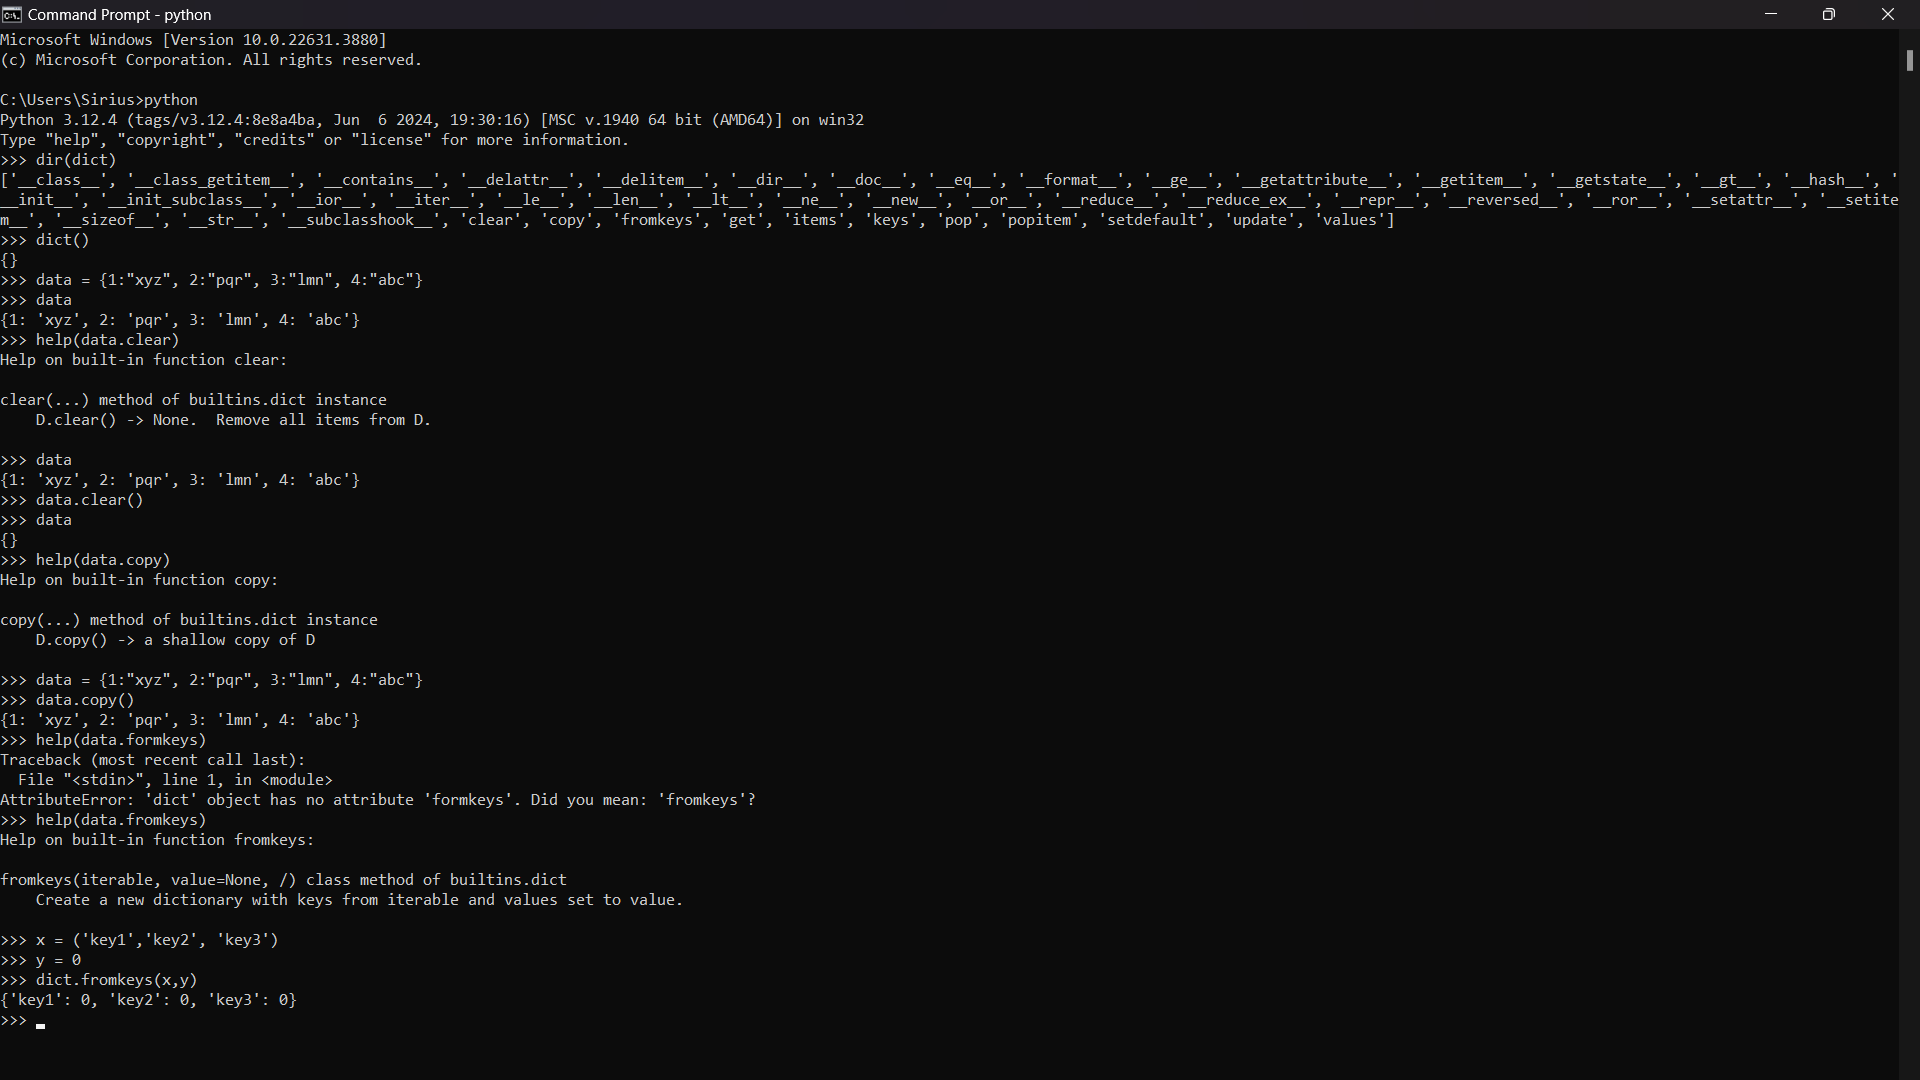 Command Prompt - python
Microsoft Windows [Version 10.0.22631.3880]
(c) Microsoft Corporation. All rights reserved.
C:\Users\Sirius>python
Python 3.12.4 (tags/v3.12.4:8e8a4ba, Jun  6 2024, 19:30:16) [MSC v.1940 64 bit (AMD64)] on win32
Type "help", "copyright", "credits" or "license" for more information.
>>> dir(dict)
['__class__', '__class_getitem__', '__contains__', '__delattr__', '__delitem__', '__dir__', '__doc__', '__eq__', '__format__', '__ge__', '__getattribute__', '__getitem__', '__getstate__', '__gt__', '__hash__', '
__init__', '__init_subclass__', '__ior__', '__iter__', '__le__', '__len__', '__lt__', '__ne__', '__new__', '__or__', '__reduce__', '__reduce_ex__', '__repr__', '__reversed__', '__ror__', '__setattr__', '__setite
m__', '__sizeof__', '__str__', '__subclasshook__', 'clear', 'copy', 'fromkeys', 'get', 'items', 'keys', 'pop', 'popitem', 'setdefault', 'update', 'values']
>>> dict()
{}
>>> data = {1:"xyz", 2:"pqr", 3:"lmn", 4:"abc"}
>>> data
{1: 'xyz', 2: 'pqr', 3: 'lmn', 4: 'abc'}
>>> help(data.clear)
Help on built-in function clear:
clear(...) method of builtins.dict instance
    D.clear() -> None.  Remove all items from D.
>>> data
{1: 'xyz', 2: 'pqr', 3: 'lmn', 4: 'abc'}
>>> data.clear()
>>> data
{}
>>> help(data.copy)
Help on built-in function copy:
copy(...) method of builtins.dict instance
    D.copy() -> a shallow copy of D
>>> data = {1:"xyz", 2:"pqr", 3:"lmn", 4:"abc"}
>>> data.copy()
{1: 'xyz', 2: 'pqr', 3: 'lmn', 4: 'abc'}
>>> help(data.formkeys)
Traceback (most recent call last):
  File "<stdin>", line 1, in <module>
AttributeError: 'dict' object has no attribute 'formkeys'. Did you mean: 'fromkeys'?
>>> help(data.fromkeys)
Help on built-in function fromkeys:
fromkeys(iterable, value=None, /) class method of builtins.dict
    Create a new dictionary with keys from iterable and values set to value.
>>> x = ('key1','key2', 'key3')
>>> y = 0
>>> dict.fromkeys(x,y)
{'key1': 0, 'key2': 0, 'key3': 0}
>>>